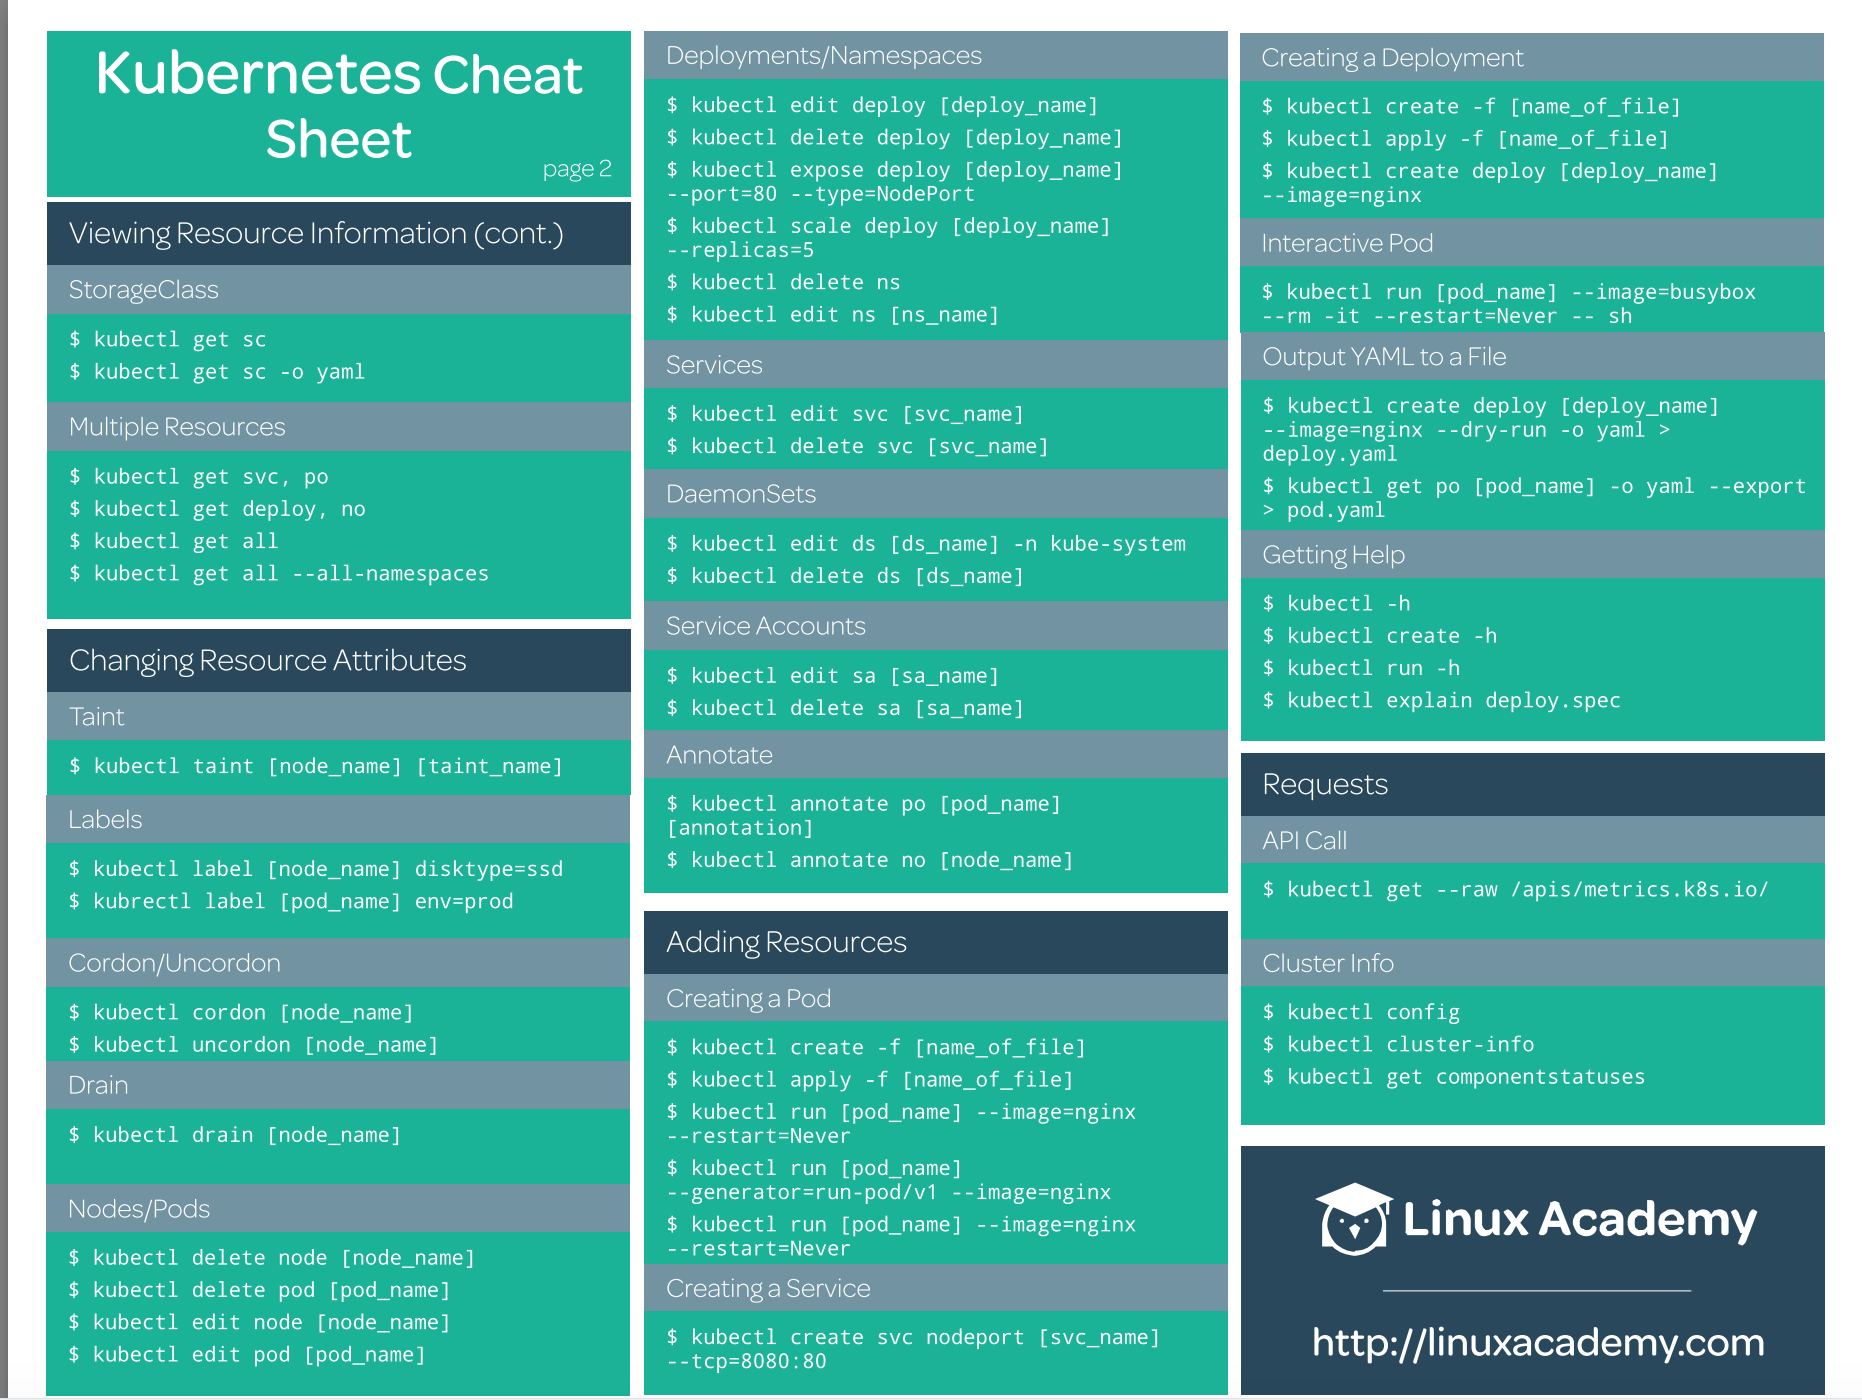 Kubernetes Cheat
Sheet
page 2
Viewing Resource Information (cont.)
StorageClass
$ kubectl get sc
$ kubectl get sc -o yaml
Multiple Resources
$ kubectl get svc, po
$ kubectl get deploy, no
$ kubectl get all
$ kubectl get all --all-namespaces
Changing Resource Attributes
Taint
$ kubectl taint [node_name] [taint_name]
Labels
$ kubectl label [node_name] disktype=ssd
$ kubrectl label [pod_name] env=prod
Cordon/Uncordon
$ kubectl cordon [node_name]
$ kubectl uncordon [node_name]
Drain
$ kubectl drain [node_name]
Nodes/Pods
$ kubectl delete node [node_name]
$ kubectl delete pod [pod_name]
$ kubectl edit node [node_name]
$ kubectl edit pod [pod_name]
Deployments/Namespaces
$ kubectl edit deploy [deploy_name]
$ kubectl delete deploy [deploy_name]
$ kubectl expose deploy [deploy_name]
--port=80 --type=NodePort
$ kubectl scale deploy [deploy_name]
--replicas=5
$ kubectl delete ns
$ kubectl edit ns [ns_name]
Services
$ kubectl edit svc [svc_name]
$ kubectl delete svc [svc_name]
DaemonSets
$ kubectl edit ds [ds_name] -n kube-system
$ kubectl delete ds [ds_name]
Service Accounts
$ kubectl edit sa [sa_name]
$ kubectl delete sa [sa_name]
Annotate
$ kubectl annotate po [pod_name]
[annotation]
$ kubectl annotate no [node_name]
Adding Resources
Creating a Pod
$ kubectl create -f [name_of_file]
$ kubectl apply -f [name_of_file]
$ kubectl run [pod_name] --image=nginx
--restart=Never
$ kubectl run [pod_name]
--generator=run-pod/v1 --image=nginx
$ kubectl run [pod_name] --image=nginx
--restart=Never
Creating a Service
$ kubectl create svc nodeport [svc_name]
--tcp=8080:80
Creating a Deployment
$ kubectl create -f [name_of_file]
$ kubectl apply -f [name_of_file]
$ kubectl create deploy [deploy_name]
--image=nginx
Interactive Pod
$ kubectl run [pod_name] --image=busybox
--rm -it --restart=Never -- sh
Output YAML to a File
$ kubectl create deploy [deploy_name]
--image=nginx --dry-run -o yaml >
deploy.yaml
$ kubectl get po [pod_name] -o yaml --export
> pod.yaml
Getting Help
$ kubectl -h
$ kubectl create -h
$ kubectl run -h
$ kubectl explain deploy.spec
Requests
API Call
$ kubectl get --raw /apis/metrics.k8s.io/
Cluster Info
$ kubectl config
$ kubectl cluster-info
$ kubectl get componentstatuses
Linux Academy
http://linuxacademy.com